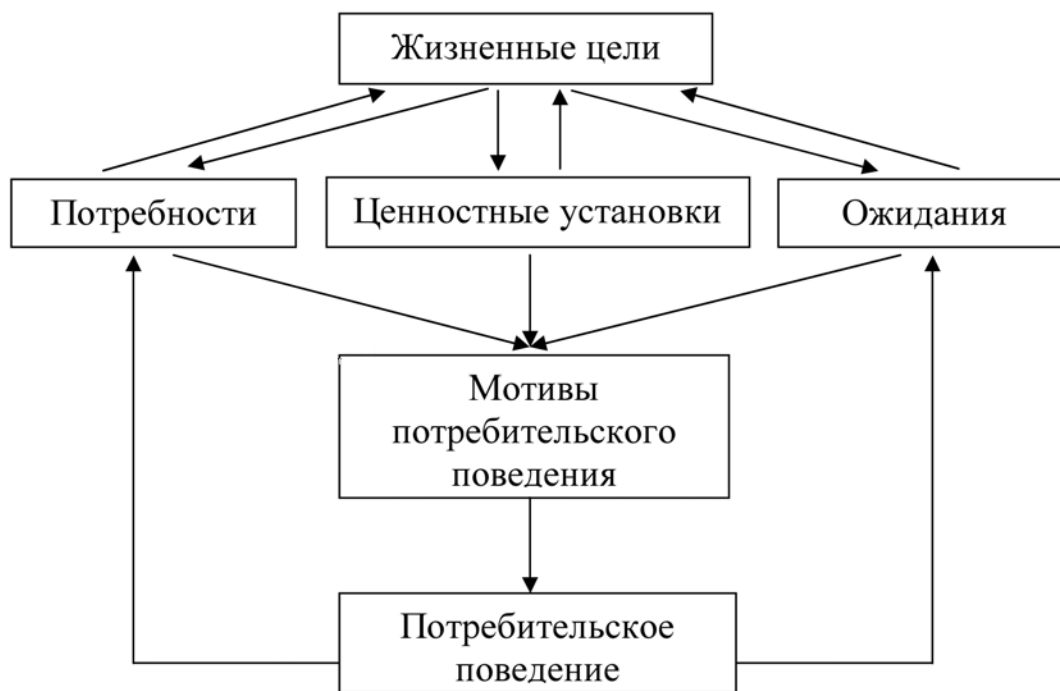 Жизненные цели
Потребности
Ценностные установки
Ожидания
Мотивы
потребительского
поведения
Потребительское
поведение